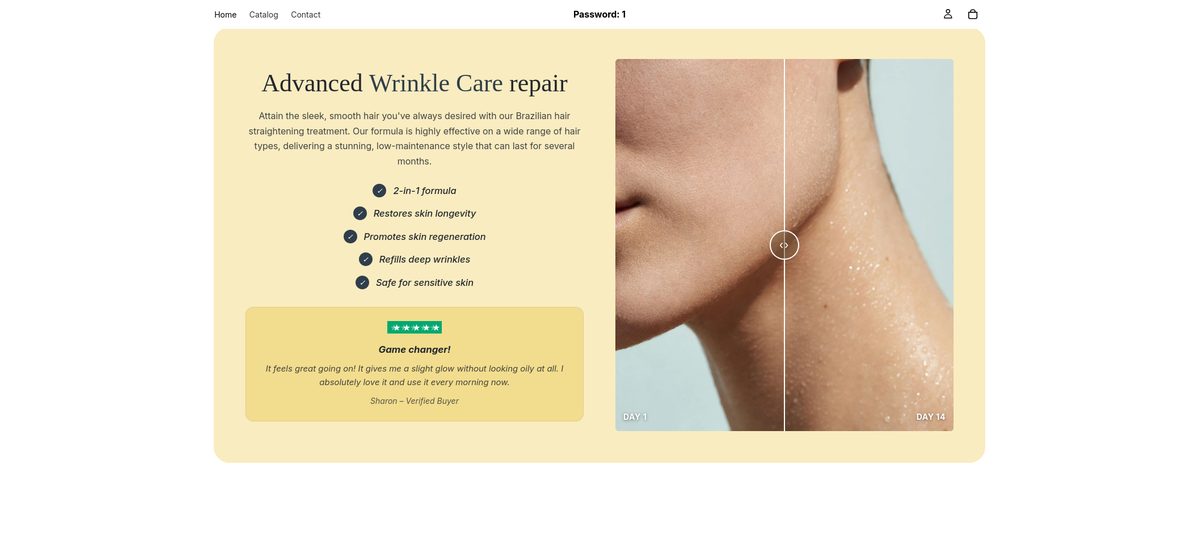 Home Catalog Contact
Password: 1
Advanced Wrinkle Care repair
Attain the sleek, smooth hair you've always desired with our Brazilian hair
straightening treatment. Our formula is highly effective on a wide range of hair
types, delivering a stunning, low-maintenance style that can last for several
months.
2-in-1 formula
Restores skin longevity
Promotes skin regeneration
Refills deep wrinkles
Safe for sensitive skin
Game changer!
It feels great going on! It gives me a slight glow without looking oily at all. I
absolutely love it and use it every morning now.
Sharon – Verified Buyer
DAY 1
DAY 14